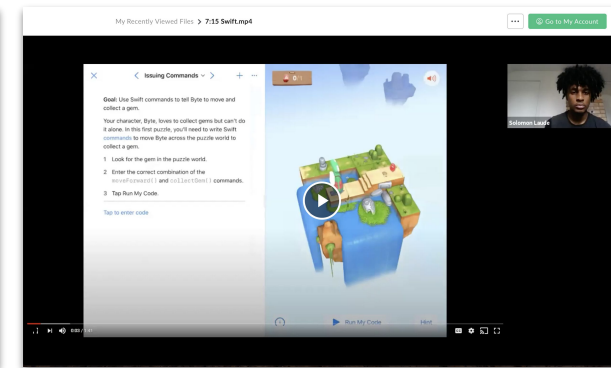 My Recently Viewed Files > 7:15 Swift.mp4
Go to My Account
Issuing Commands
Goal: Use Swift commands to tell Byte to move and
collect a gem.
Your character, Byte, loves to collect gems but can't do
it alone. In this first puzzle, you'll need to write Swift
commands to move Byte across the puzzle world to
collect a gem.
1 Look for the gem in the puzzle world.
2 Enter the correct combination of the
moveForward() and collectGem() commands.
3 Tap Run My Code.
Tap to enter code
Solomon Laude
Run My Code
Hint